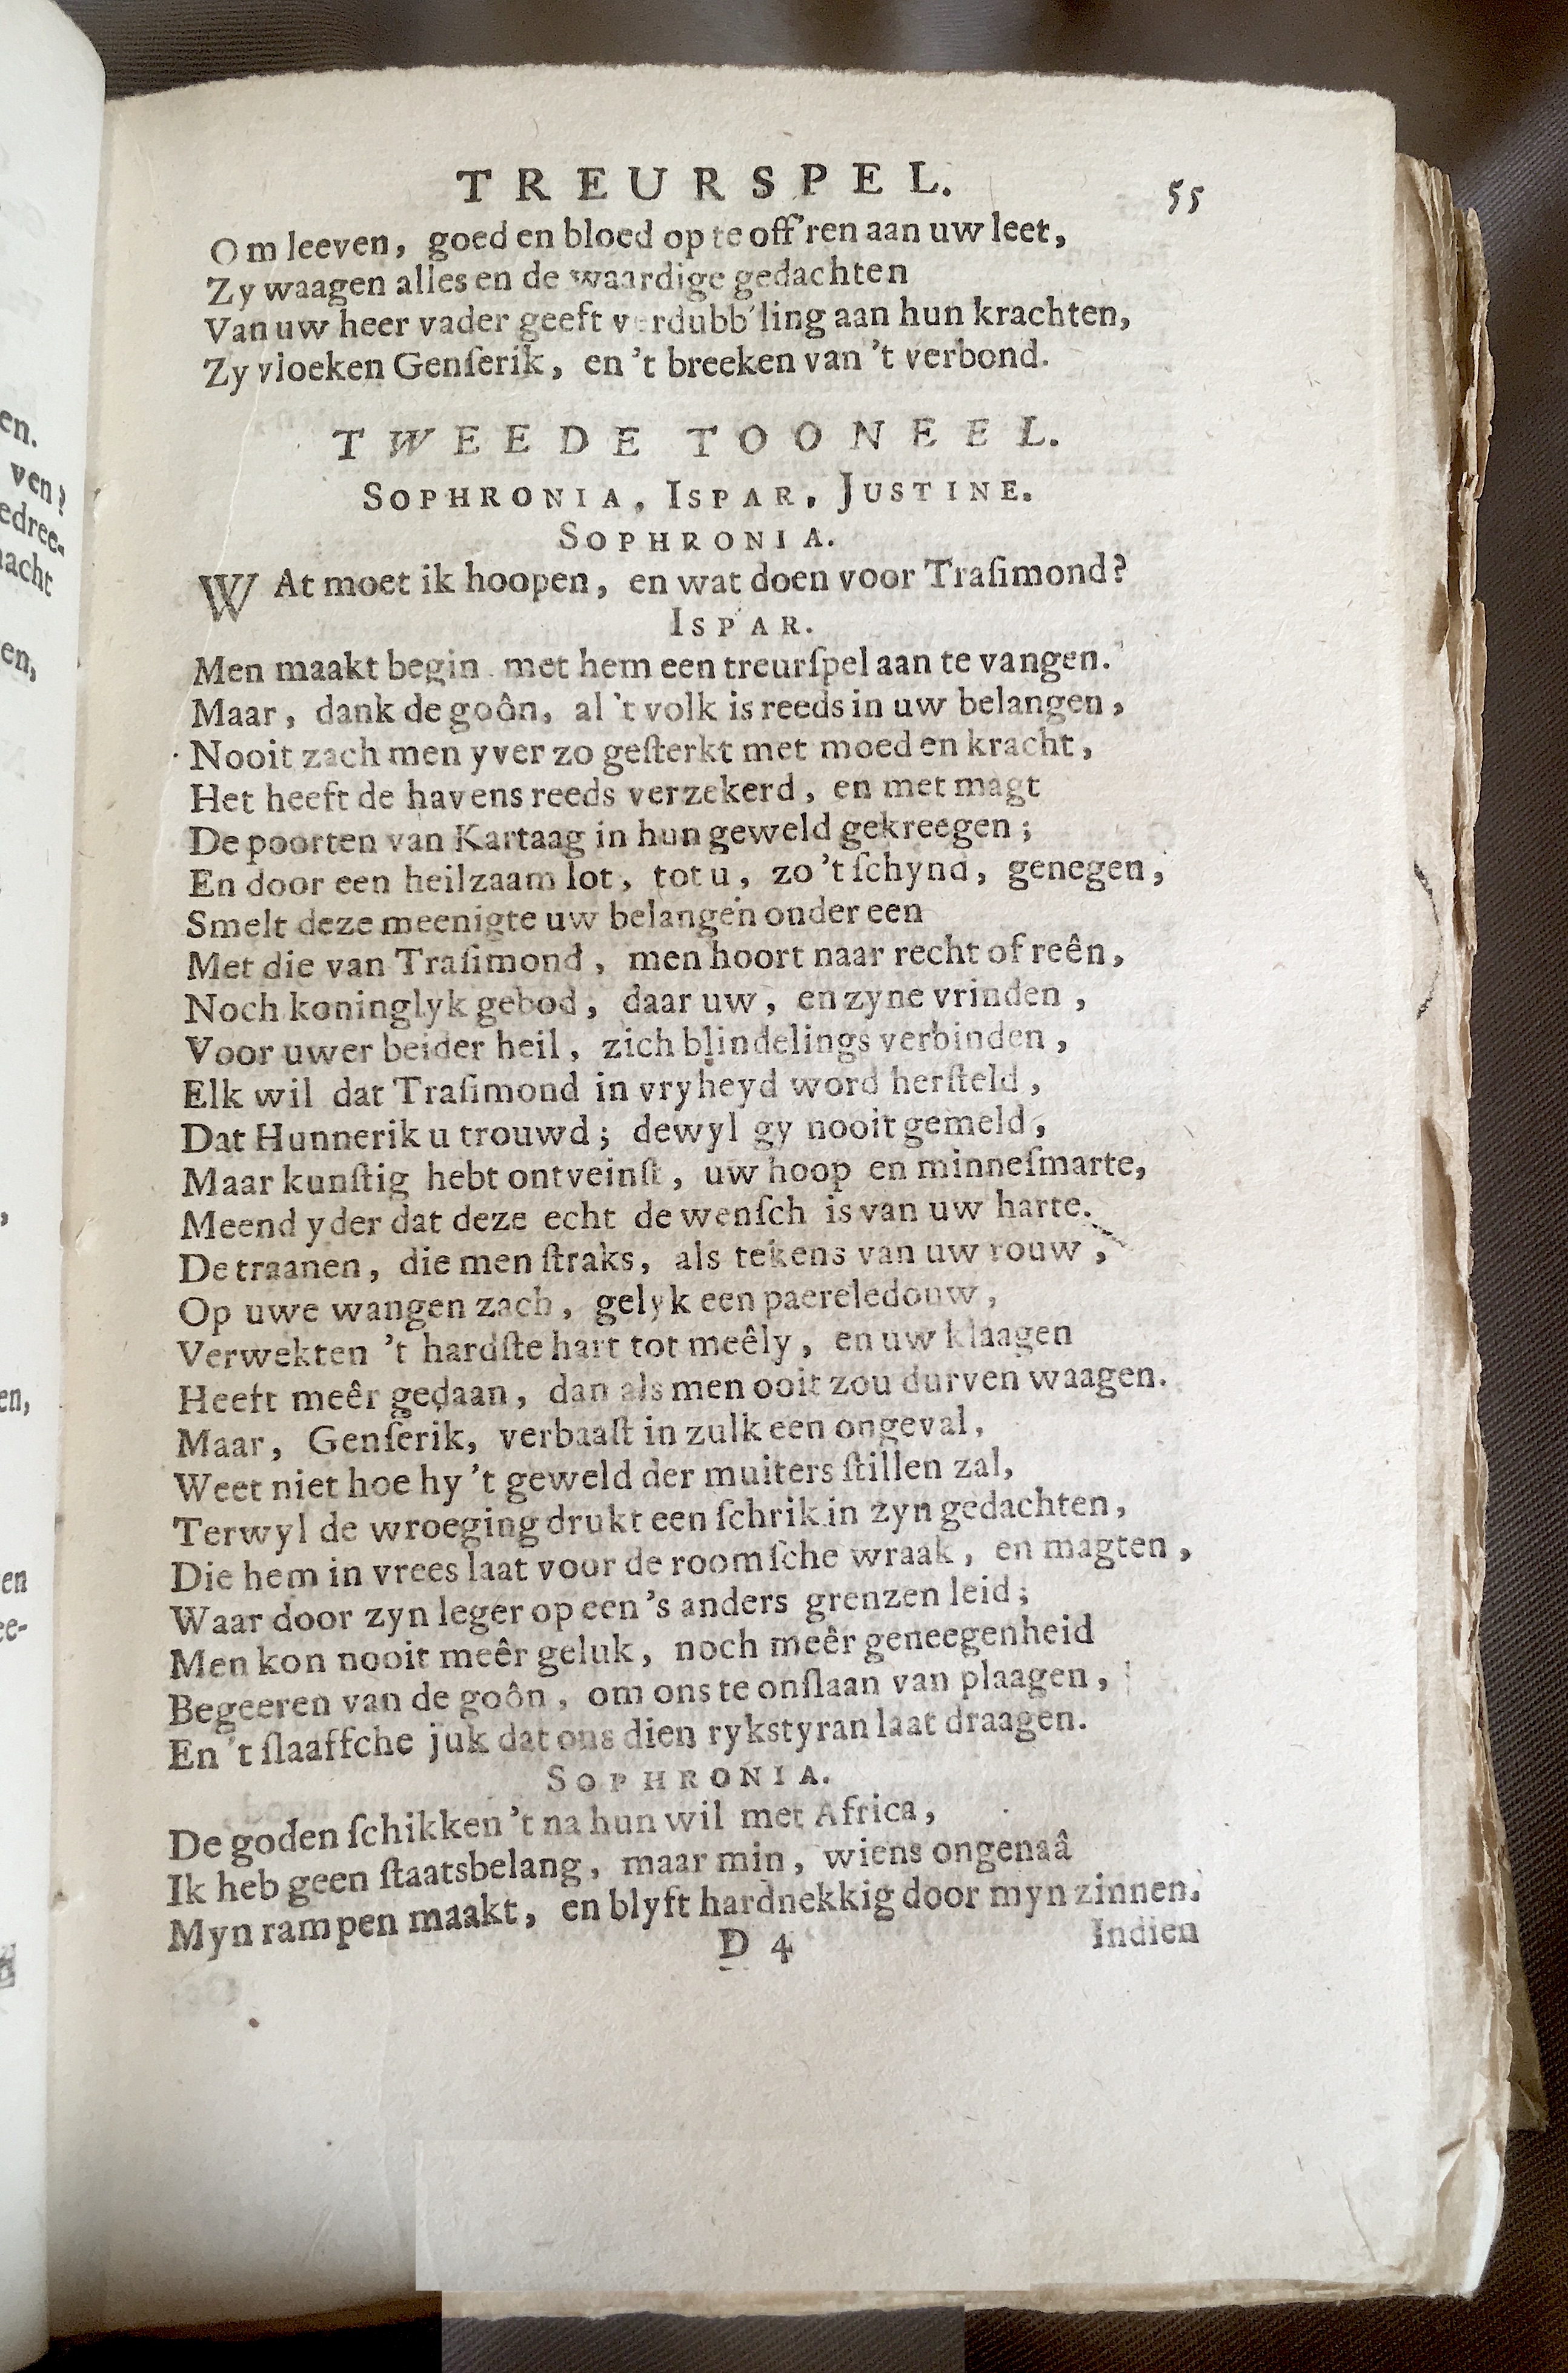 TREURSPEL. 55
Om leeven, goed en bloed op te off'ren aan uw leet,
Zy waagen alles en de waardige gedachten
Van uw heer vader geeft verdubb'ling aan hun krachten,
Zy vloeken Genſerik, en 't breeken van 't verbond.
TWEEDE TOONEEL.
SOPHRONIA, ISPAR, JUSTINE.
SOPHRONIA.
WAt moet ik hoopen, en wat doen voor Traſimond?
ISPAR.
Men maakt begin met hem een treurſpel aan te vangen.
Maar, dank de goôn, al 't volk is reeds in uw belangen,
Nooit zach men yver zo geſterkt met moed en kracht,
Het heeft de havens reeds verzekerd, en met magt
De poorten van Kartaag in hun geweld gekreegen;
En door een heilzaam lot, tot u, zo 't ſchynd, genegen,
Smelt deze meenigte uw belangen onder een
Met die van Traſimond, men hoort naar recht of reên,
Noch koninglyk gebod, daar uw, en zyne vrinden,
Voor uwer beider heil, zich blindelings verbinden,
Elk wil dat Traſimond in vryheyd word herſteld,
Dat Hunnerik u trouwd; dewyl gy nooit gemeld,
Maar kunſtig hebt ontveinſt, uw hoop en minneſmarte,
Meend yder dat deze echt de wenſch is van uw harte.
De traanen, die men ſtraks, als tekens van uw rouw,
Op uwe wangen zach, gelyk een paereledouw,
Verwekten 't hardſte hart tot meêly, en uw klaagen
Heeft meêr gedaan, dan als men ooit zou durven waagen.
Maar, Genſerik, verbaaſt in zulk een ongeval,
Weet niet hoe hy 't geweld der muiters ſtillen zal,
Terwyl de wroeging drukt een ſchrik in zyn gedachten,
Die hem in vrees laat voor de roomſche wraak, en magten,
Waar door zyn leger op een 's anders grenzen leid;
Men kon nooit meêr geluk, noch meêr geneegenheid
Begeeren van de goôn, om ons te onſlaan van plaagen,
En 't ſlaaffche juk dat ons dien rykstyran laat draagen.
SOPHRONIA.
De goden ſchikken 't na hun wil met Africa,
Ik heb geen ſtaatsbelang, maar min, wiens ongenaâ
Myn rampen maakt, en blyft hardnekkig door myn zinnen.
D 4 Indien
en.
ven?
edree-
nacht
en,
,
en,
en
ee-